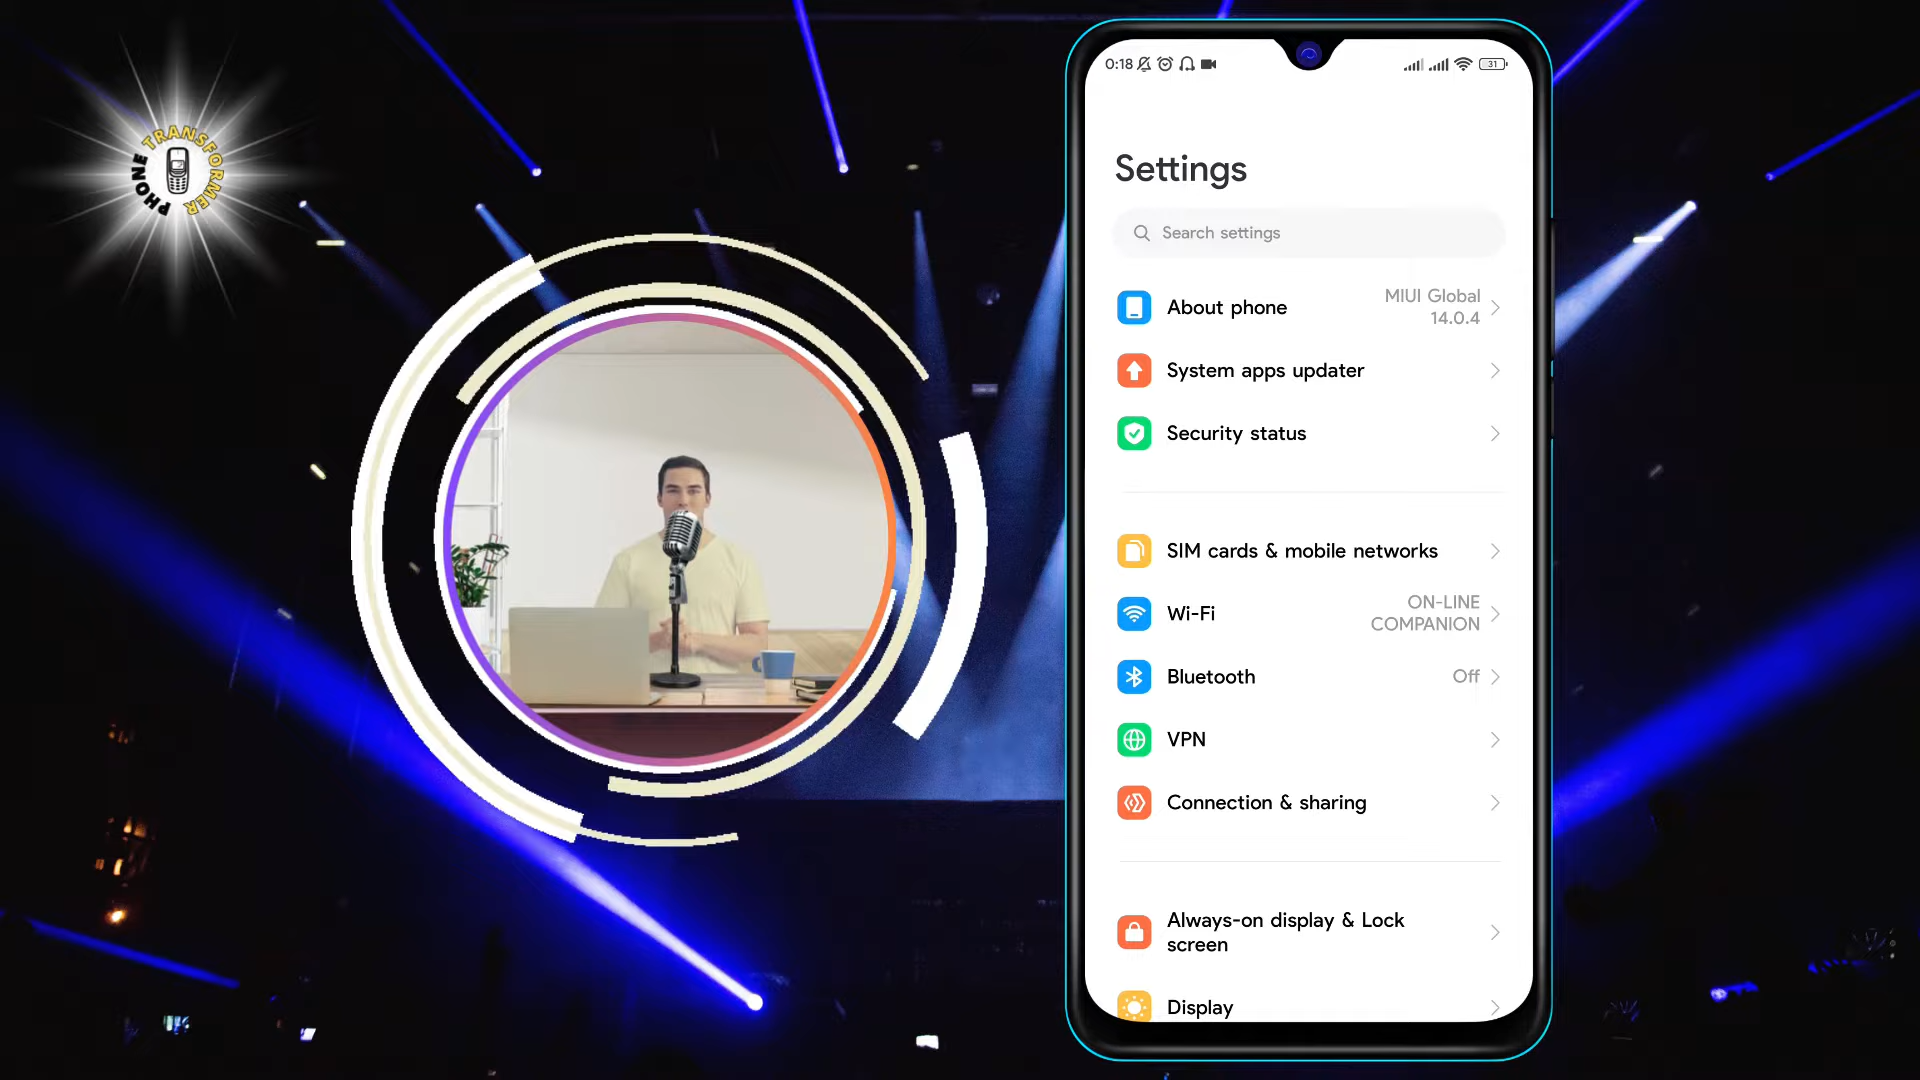 PHONE TRANSFORMER
0:18
31
Settings
Search settings
About phone
MIUI Global
14.0.4
System apps updater
Security status
SIM cards & mobile networks
Wi-Fi
ON-LINE
COMPANION
Bluetooth
Off
VPN
Connection & sharing
Always-on display & Lock
screen
Display